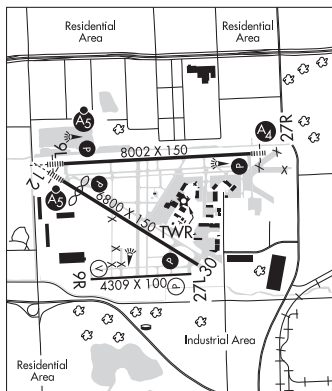 Residential
Area
Residential
Area
A5
A4
27R
9L
P
8002 X 150
P
12
P
A5
6800 X 150
TWR
P
30
9R
V
4309 X 100
P
27L
Industrial Area
Residential
Area